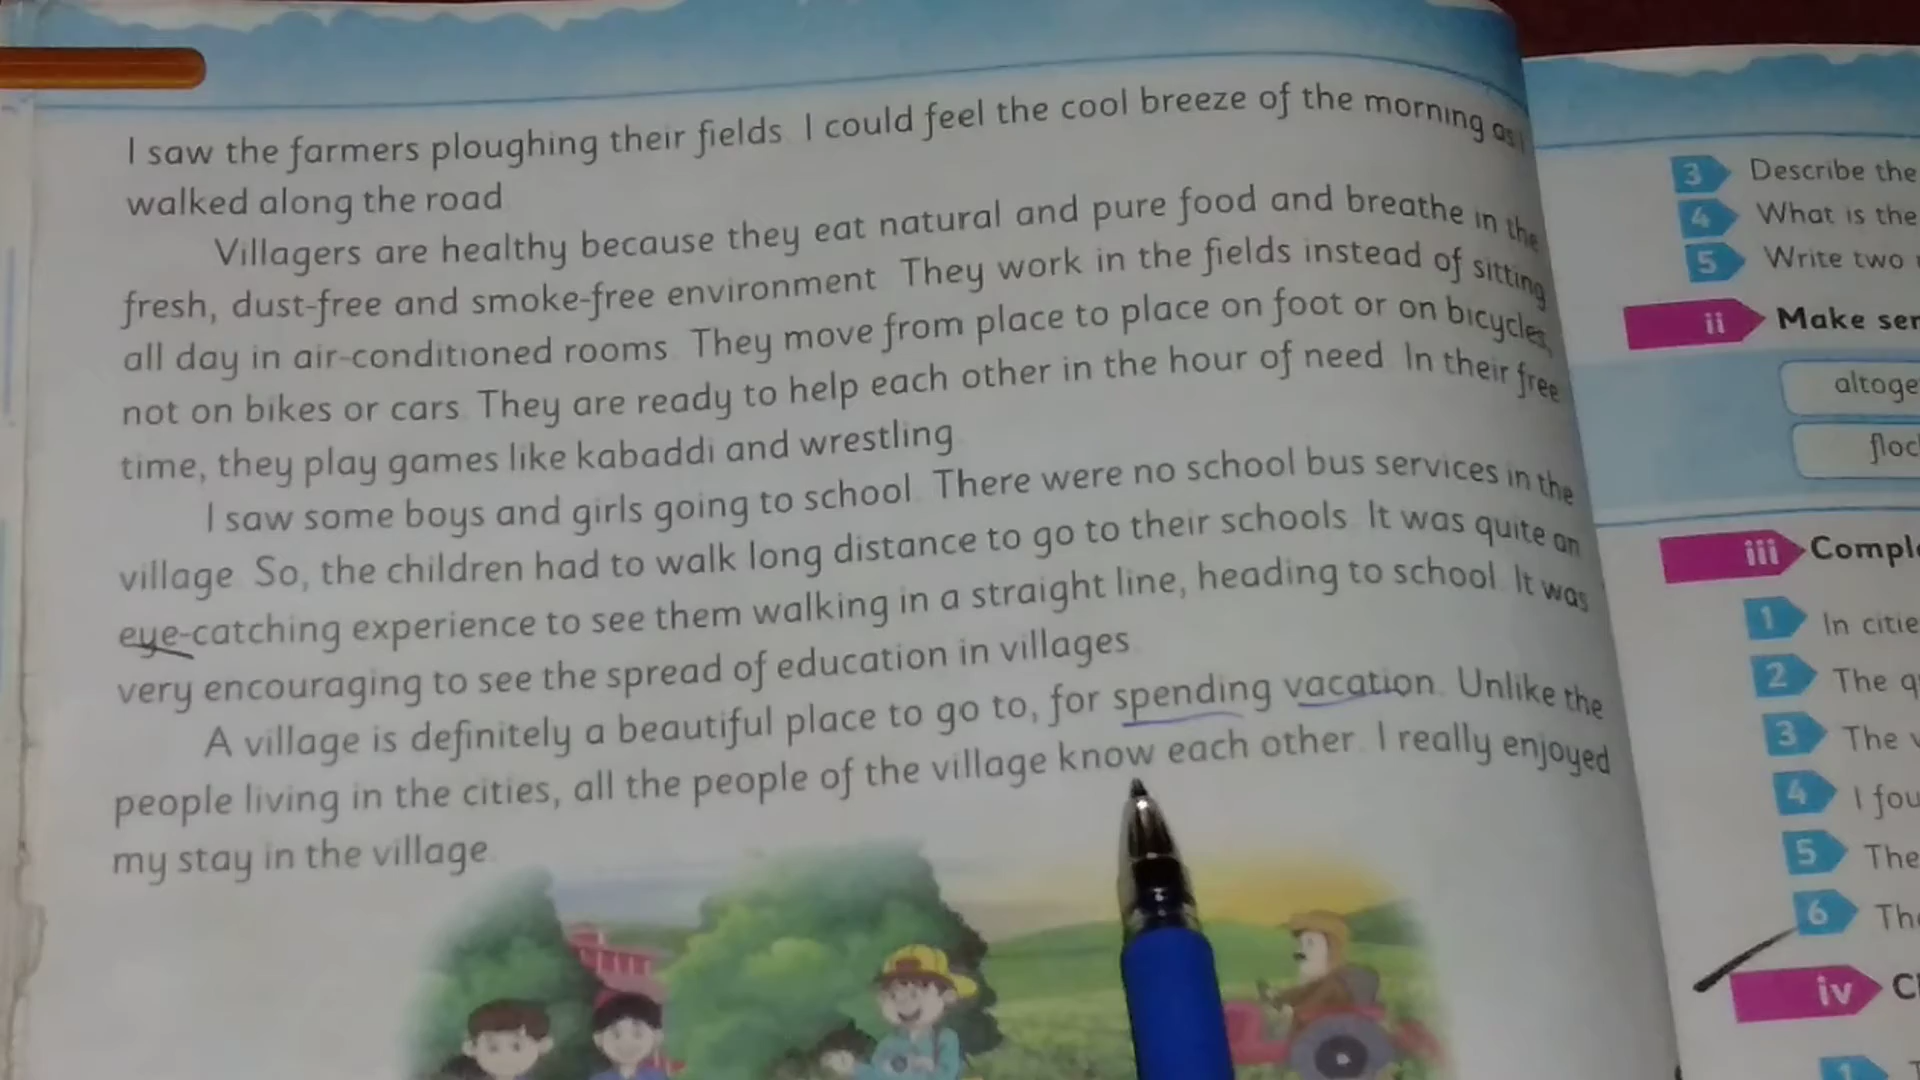 I saw the farmers ploughing their fields. I could feel the cool breeze of the morning as I
walked along the road
Villagers are healthy because they eat natural and pure food and breathe in the
fresh, dust-free and smoke-free environment They work in the fields instead of sitting
all day in air-conditioned rooms They move from place to place on foot or on bicycles,
not on bikes or cars They are ready to help each other in the hour of need In their free
time, they play games like kabaddi and wrestling
I saw some boys and girls going to school There were no school bus services in the
village So, the children had to walk long distance to go to their schools It was quite an
eye-catching experience to see them walking in a straight line, heading to school It was
very encouraging to see the spread of education in villages
A village is definitely a beautiful place to go to, for spending vacation. Unlike the
people living in the cities, all the people of the village know each other. I really enjoyed
my stay in the village
3 Describe the
4 What is the
5 Write two
ii Make
iii
1 In
2 The
3 The
4 I
5 The
6
iv
1